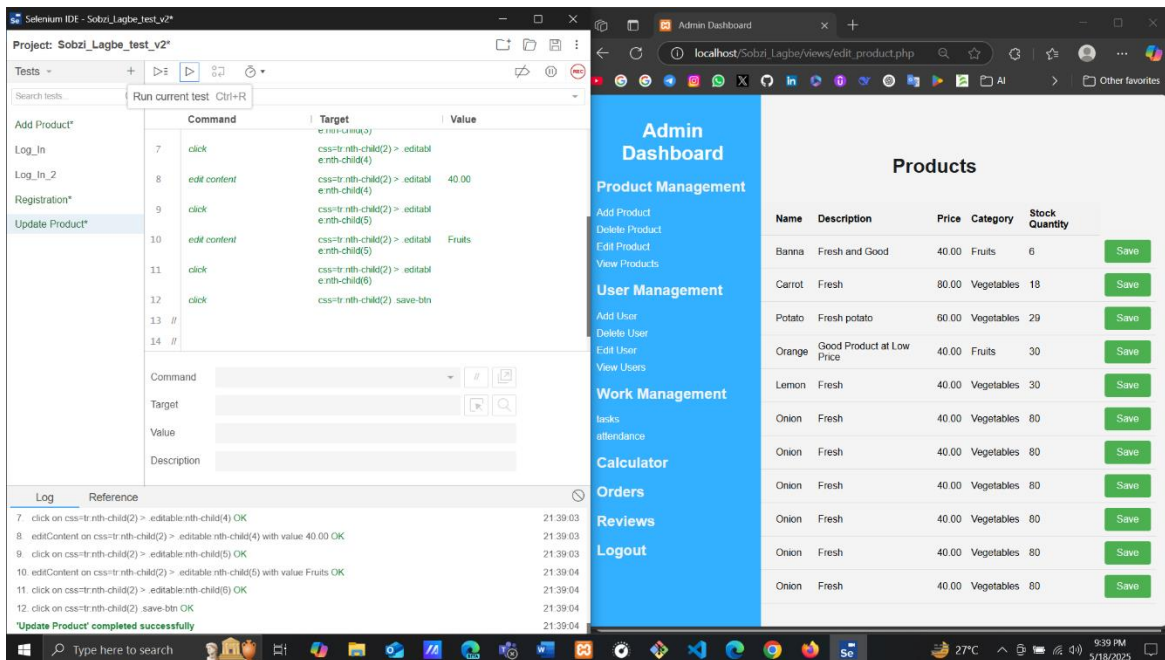 Selenium IDE - Sobzi_Lagbe_test_v2*
Project: Sobzi_Lagbe_test_v2*
Tests
Search tests...
Run current test Ctrl+R
Add Product*
Log_In
Log_In_2
Registration*
Update Product*
Command Target Value
e:nth-child(3)
7 click css=tr:nth-child(2) > .editabl
e:nth-child(4)
8 edit content css=tr:nth-child(2) > .editabl 40.00
e:nth-child(4)
9 click css=tr:nth-child(2) > .editabl
e:nth-child(5)
10 edit content css=tr:nth-child(2) > .editabl Fruits
e:nth-child(5)
11 click css=tr:nth-child(2) > .editabl
e:nth-child(6)
12 click css=tr:nth-child(2) .save-btn
13 //
14 //
Command //
Target
Value
Description
Log Reference
7. click on css=tr:nth-child(2) > .editable:nth-child(4) OK 21:39:03
8. editContent on css=tr:nth-child(2) > .editable:nth-child(4) with value 40.00 OK 21:39:03
9. click on css=tr:nth-child(2) > .editable:nth-child(5) OK 21:39:03
10. editContent on css=tr:nth-child(2) > .editable:nth-child(5) with value Fruits OK 21:39:04
11. click on css=tr:nth-child(2) > .editable:nth-child(6) OK 21:39:04
12. click on css=tr:nth-child(2) .save-btn OK 21:39:04
'Update Product' completed successfully 21:39:04
Admin Dashboard
localhost/Sobzi_Lagbe/views/edit_product.php
AI
Other favorites
Admin
Dashboard
Product Management
Add Product
Delete Product
Edit Product
View Products
User Management
Add User
Delete User
Edit User
View Users
Work Management
tasks
attendance
Calculator
Orders
Reviews
Logout
Products
Name Description Price Category Stock
Quantity
Banna Fresh and Good 40.00 Fruits 6 Save
Carrot Fresh 80.00 Vegetables 18 Save
Potato Fresh potato 60.00 Vegetables 29 Save
Orange Good Product at Low
Price 40.00 Fruits 30 Save
Lemon Fresh 40.00 Vegetables 30 Save
Onion Fresh 40.00 Vegetables 80 Save
Onion Fresh 40.00 Vegetables 80 Save
Onion Fresh 40.00 Vegetables 80 Save
Onion Fresh 40.00 Vegetables 80 Save
Onion Fresh 40.00 Vegetables 80 Save
Onion Fresh 40.00 Vegetables 80 Save
Type here to search
27°C
9:39 PM
5/18/2025